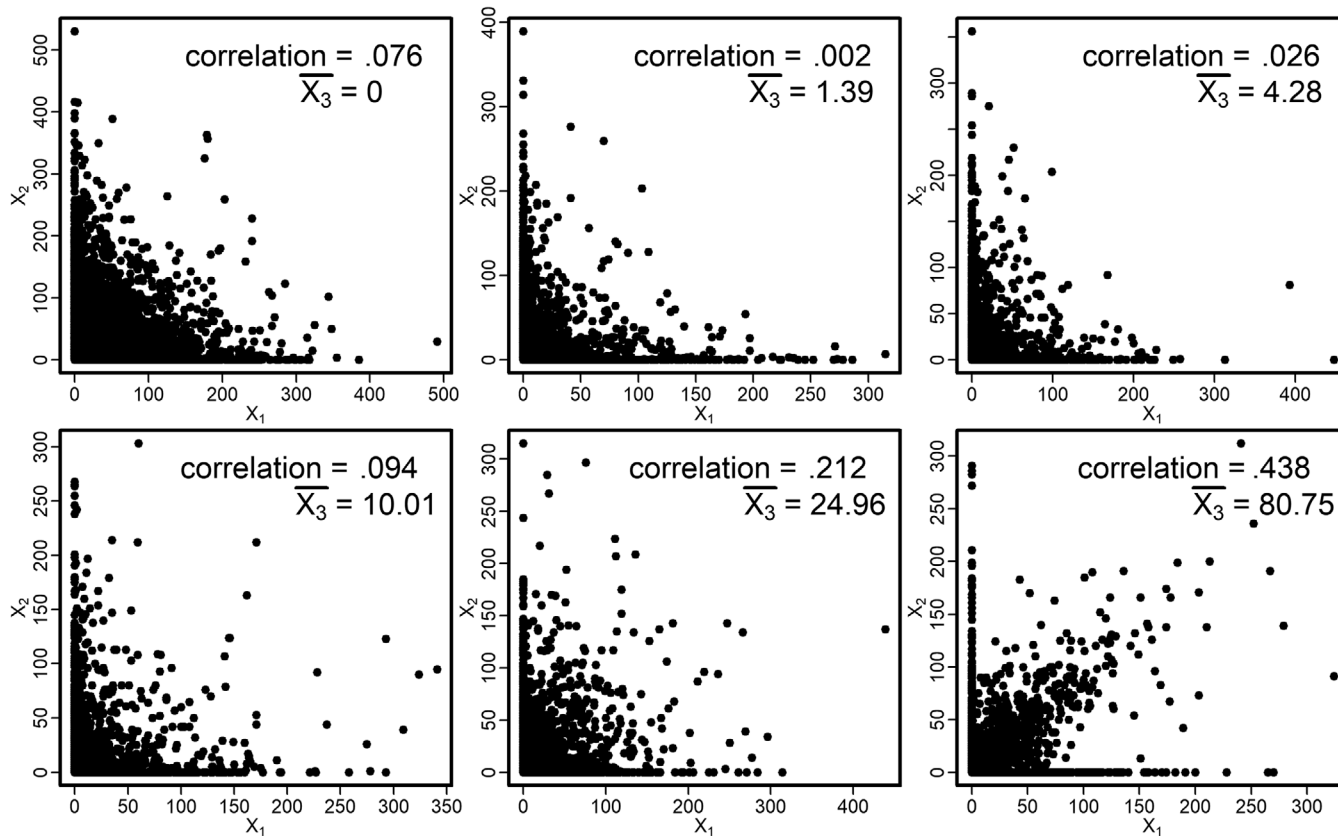 correlation = .076
X₃ = 0
X₂
0 100 200 300 400 500
0 100 200 300 400 500
X₁
correlation = .002
X₃ = 1.39
X₂
0 100 200 300 400
0 50 100 150 200 250 300
X₁
correlation = .026
X₃ = 4.28
X₂
0 50 100 200 300
0 100 200 300 400
X₁
correlation = .094
X₃ = 10.01
X₂
0 50 100 150 200 250 300
0 50 100 150 200 250 300 350
X₁
correlation = .212
X₃ = 24.96
X₂
0 50 100 150 200 250 300
0 100 200 300 400
X₁
correlation = .438
X₃ = 80.75
X₂
0 50 100 150 200 250 300
0 50 100 150 200 250 300
X₁